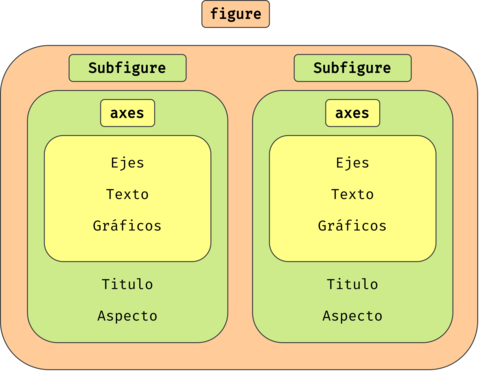 figure
Subfigure
axes
Ejes
Texto
Gráficos
Titulo
Aspecto
Subfigure
axes
Ejes
Texto
Gráficos
Titulo
Aspecto